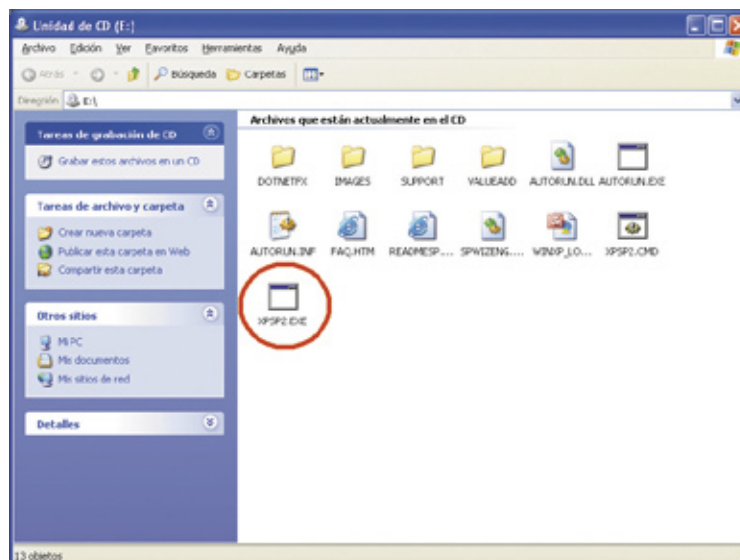 Unidad de CD (E:)
Archivo Edición Ver Favoritos Herramientas Ayuda
Atrás Búsqueda Carpetas
Dirección E:\
Archivos que están actualmente en el CD
Tareas de grabación de CD
Grabar estos archivos en un CD
Tareas de archivo y carpeta
Crear nueva carpeta
Publicar esta carpeta en Web
Compartir esta carpeta
Otros sitios
Mi PC
Mis documentos
Mis sitios de red
Detalles
DOTNETFX IMAGES SUPPORT VALUEADD AUTORUN.DLL AUTORUN.EXE
AUTORUN.INF FAQ.HTM READMESP... SPWIZENG.... WINXP_LO... XPSP2.CMD
XPSP2.EXE
13 objetos